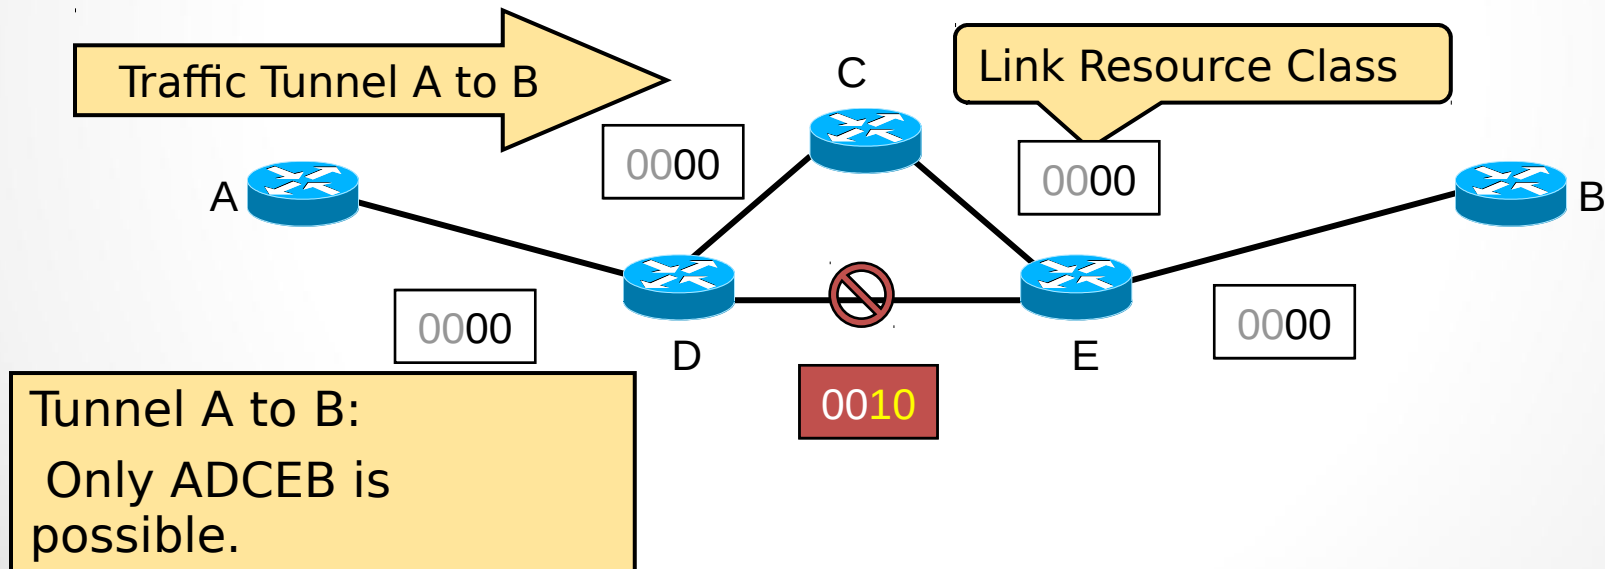 Traffic Tunnel A to B
Link Resource Class
C
0000
0000
A
B
0000
D
E
0000
0010
Tunnel A to B:
Only ADCEB is
possible.